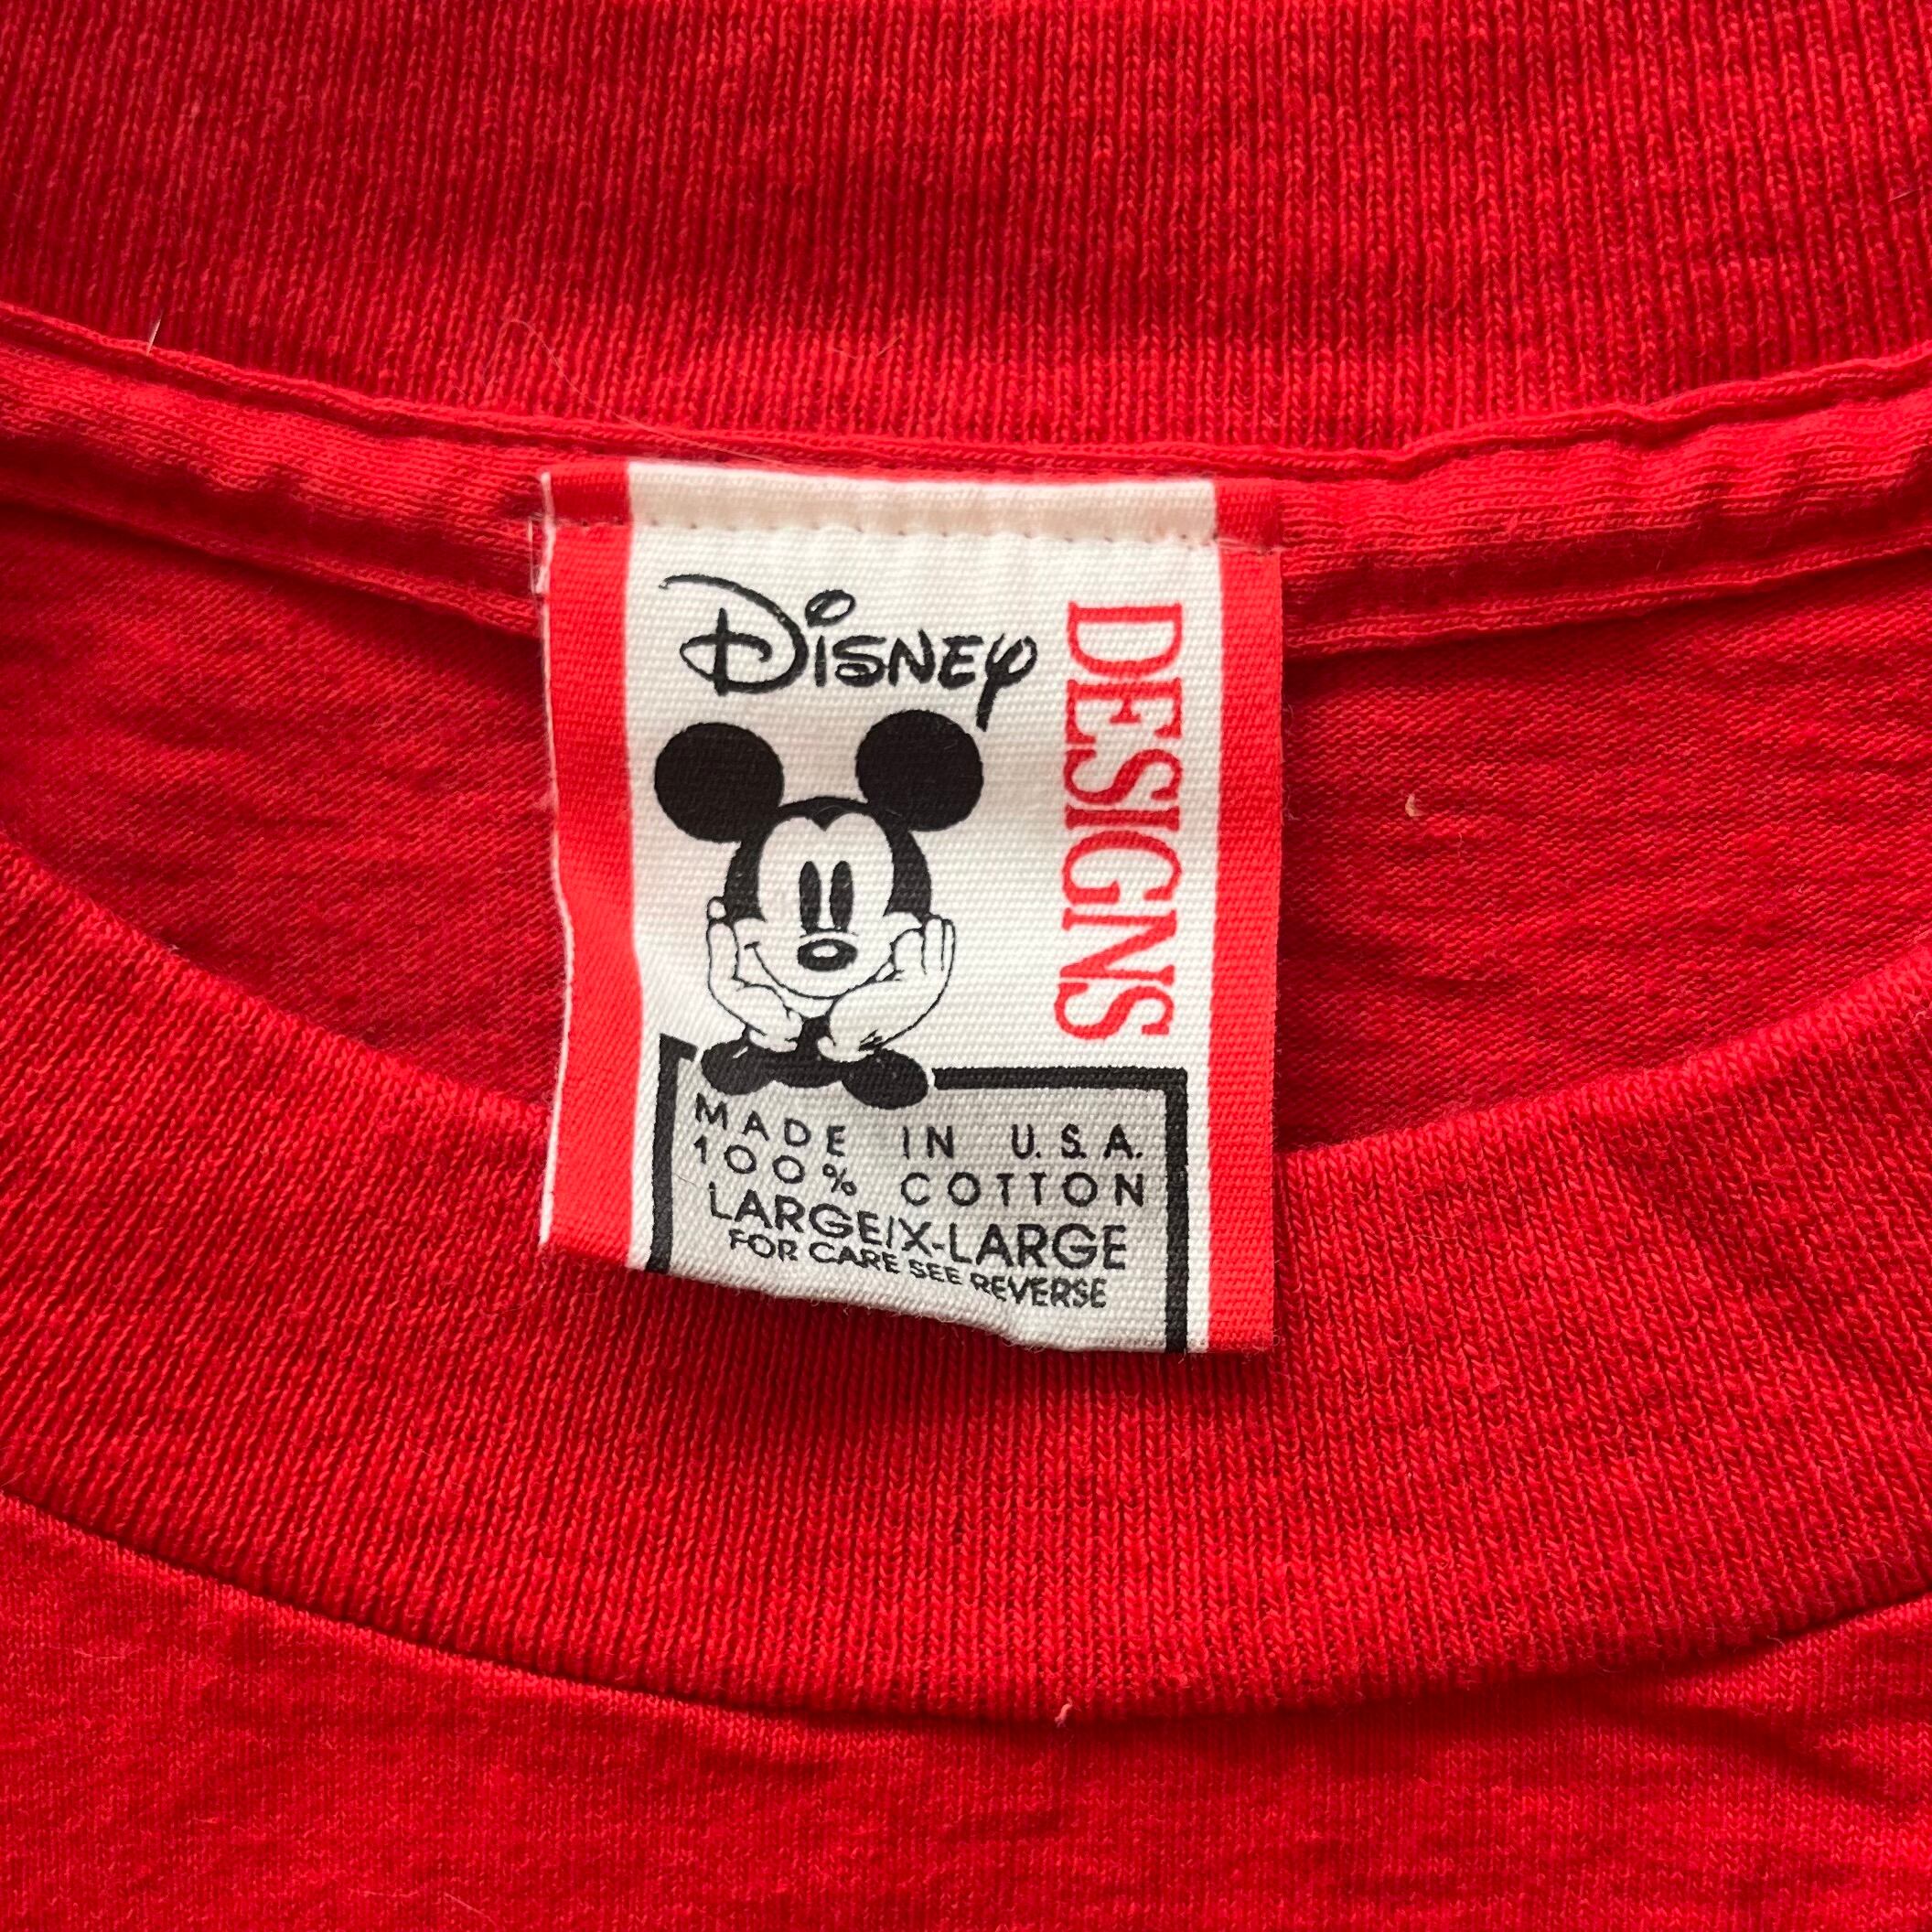 Disney
DESIGNS
MADE IN U.S.A.
100% COTTON
LARGE/X-LARGE
FOR CARE SEE REVERSE